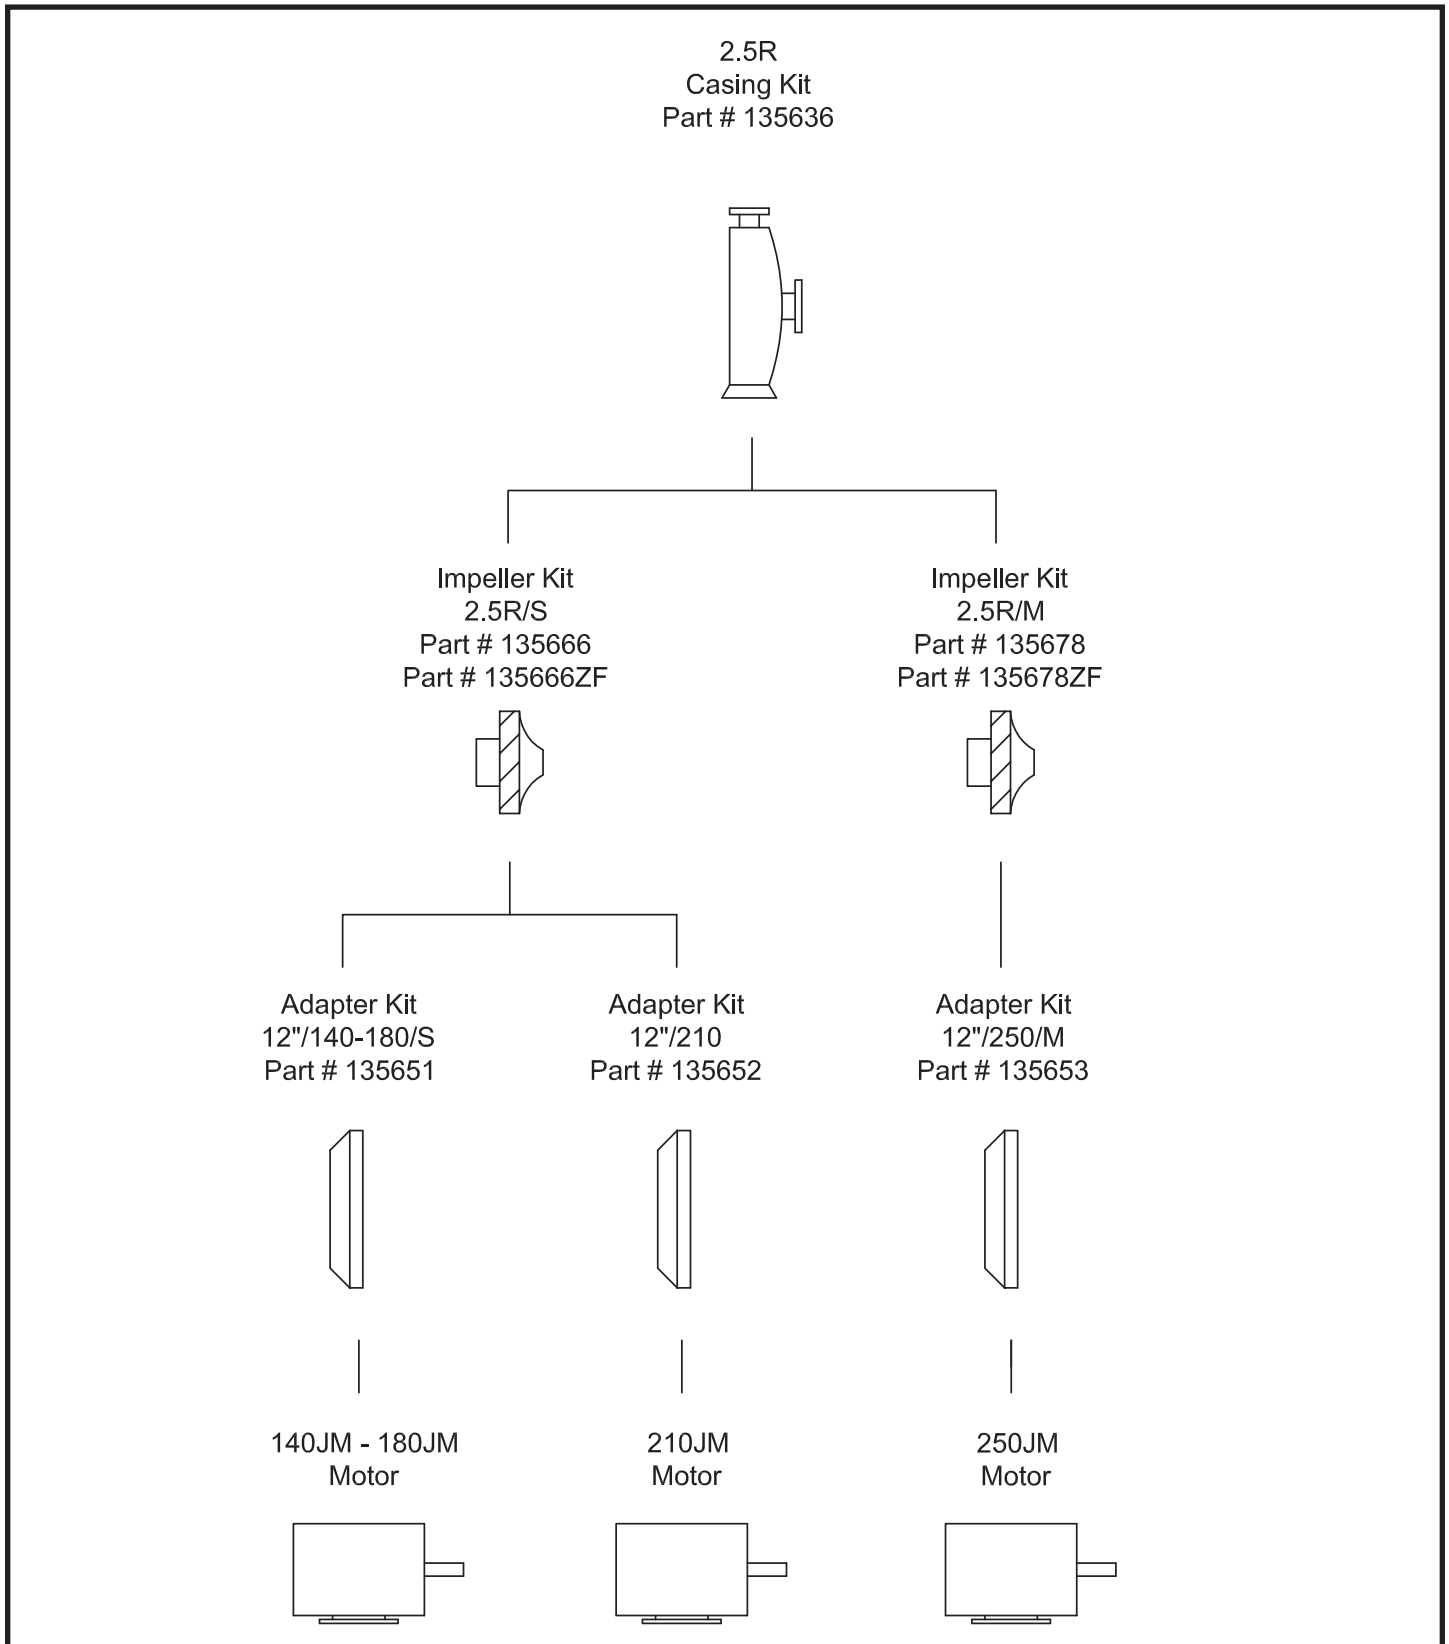 2.5R
Casing Kit
Part # 135636
Impeller Kit
2.5R/S
Part # 135666
Part # 135666ZF
Impeller Kit
2.5R/M
Part # 135678
Part # 135678ZF
Adapter Kit
12"/140-180/S
Part # 135651
Adapter Kit
12"/210
Part # 135652
Adapter Kit
12"/250/M
Part # 135653
140JM - 180JM
Motor
210JM
Motor
250JM
Motor